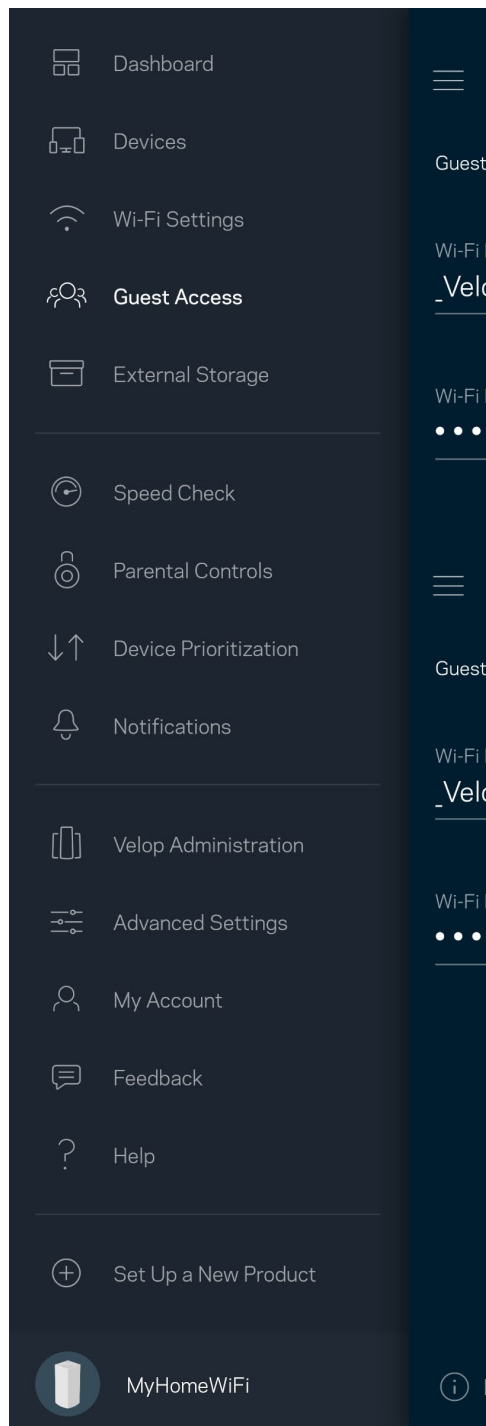 Dashboard
Devices
Wi-Fi Settings
Guest Access
External Storage
Speed Check
Parental Controls
Device Prioritization
Notifications
Velop Administration
Advanced Settings
My Account
Feedback
Help
Set Up a New Product
MyHomeWiFi
Guest
Wi-Fi
_Velo
Wi-Fi
Guest
Wi-Fi
_Velo
Wi-Fi